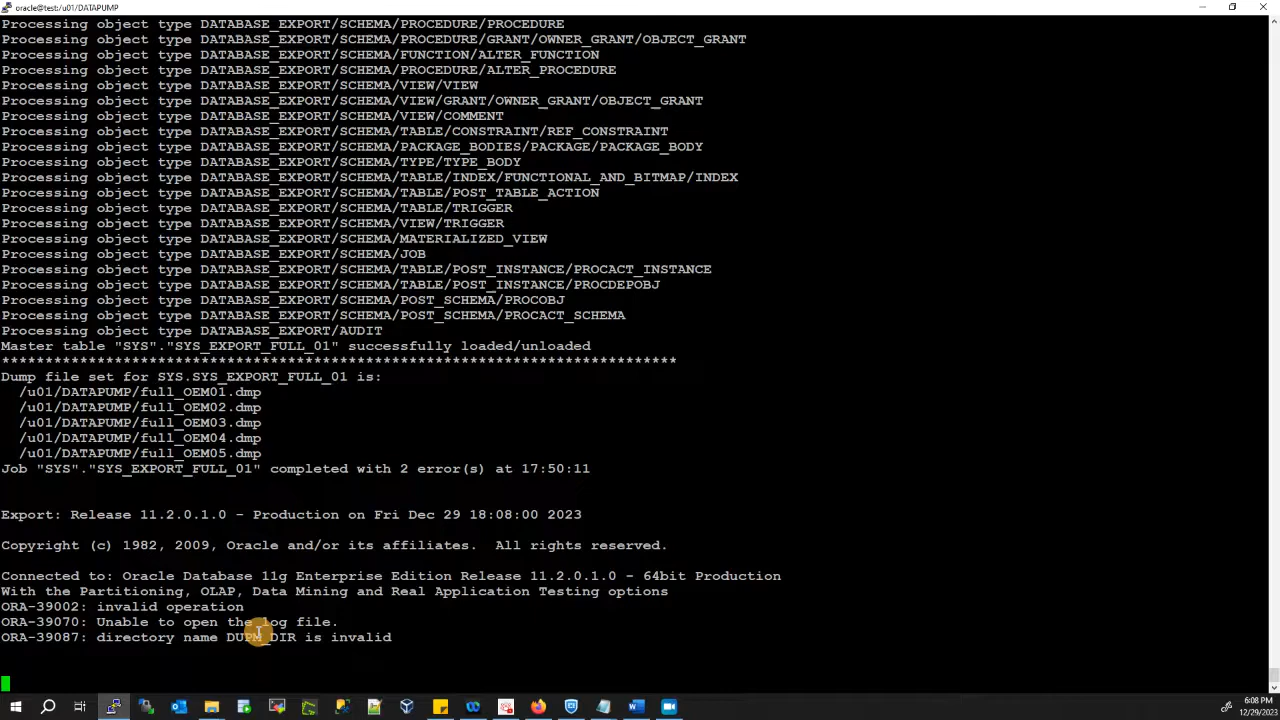 oracle@test:/u01/DATAPUMP
Processing object type DATABASE_EXPORT/SCHEMA/PROCEDURE/PROCEDURE
Processing object type DATABASE_EXPORT/SCHEMA/PROCEDURE/GRANT/OWNER_GRANT/OBJECT_GRANT
Processing object type DATABASE_EXPORT/SCHEMA/FUNCTION/ALTER_FUNCTION
Processing object type DATABASE_EXPORT/SCHEMA/PROCEDURE/ALTER_PROCEDURE
Processing object type DATABASE_EXPORT/SCHEMA/VIEW/VIEW
Processing object type DATABASE_EXPORT/SCHEMA/VIEW/GRANT/OWNER_GRANT/OBJECT_GRANT
Processing object type DATABASE_EXPORT/SCHEMA/VIEW/COMMENT
Processing object type DATABASE_EXPORT/SCHEMA/TABLE/CONSTRAINT/REF_CONSTRAINT
Processing object type DATABASE_EXPORT/SCHEMA/PACKAGE_BODIES/PACKAGE/PACKAGE_BODY
Processing object type DATABASE_EXPORT/SCHEMA/TYPE/TYPE_BODY
Processing object type DATABASE_EXPORT/SCHEMA/TABLE/INDEX/FUNCTIONAL_AND_BITMAP/INDEX
Processing object type DATABASE_EXPORT/SCHEMA/TABLE/POST_TABLE_ACTION
Processing object type DATABASE_EXPORT/SCHEMA/TABLE/TRIGGER
Processing object type DATABASE_EXPORT/SCHEMA/VIEW/TRIGGER
Processing object type DATABASE_EXPORT/SCHEMA/MATERIALIZED_VIEW
Processing object type DATABASE_EXPORT/SCHEMA/JOB
Processing object type DATABASE_EXPORT/SCHEMA/TABLE/POST_INSTANCE/PROCACT_INSTANCE
Processing object type DATABASE_EXPORT/SCHEMA/TABLE/POST_INSTANCE/PROCDEPOBJ
Processing object type DATABASE_EXPORT/SCHEMA/POST_SCHEMA/PROCOBJ
Processing object type DATABASE_EXPORT/SCHEMA/POST_SCHEMA/PROCACT_SCHEMA
Processing object type DATABASE_EXPORT/AUDIT
Master table "SYS"."SYS_EXPORT_FULL_01" successfully loaded/unloaded
******************************************************************************
Dump file set for SYS.SYS_EXPORT_FULL_01 is:
/u01/DATAPUMP/full_OEM01.dmp
/u01/DATAPUMP/full_OEM02.dmp
/u01/DATAPUMP/full_OEM03.dmp
/u01/DATAPUMP/full_OEM04.dmp
/u01/DATAPUMP/full_OEM05.dmp
Job "SYS"."SYS_EXPORT_FULL_01" completed with 2 error(s) at 17:50:11
Export: Release 11.2.0.1.0 - Production on Fri Dec 29 18:08:00 2023
Copyright (c) 1982, 2009, Oracle and/or its affiliates.  All rights reserved.
Connected to: Oracle Database 11g Enterprise Edition Release 11.2.0.1.0 - 64bit Production
With the Partitioning, OLAP, Data Mining and Real Application Testing options
ORA-39002: invalid operation
ORA-39070: Unable to open the log file.
ORA-39087: directory name DUPM_DIR is invalid
6:08 PM
12/29/2023